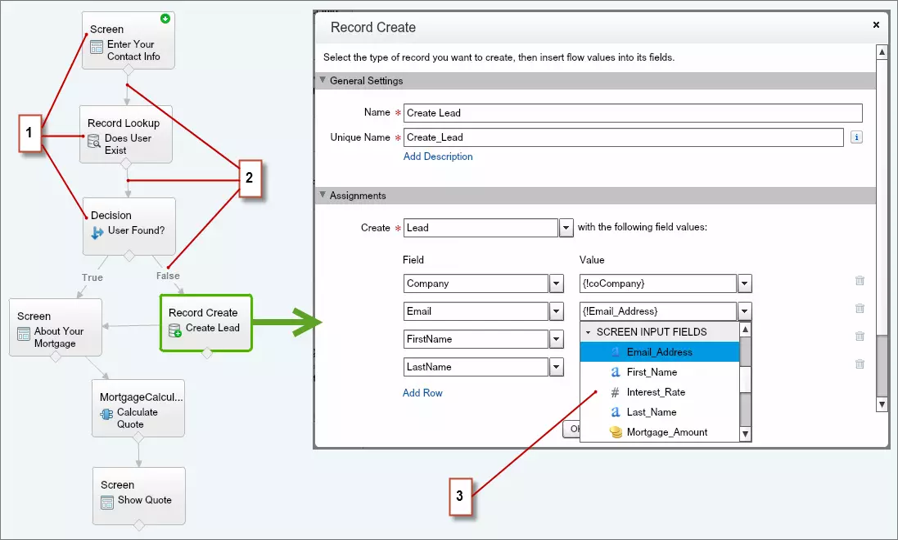 Screen
Enter Your
Contact Info
1
Record Lookup
Does User
Exist
2
Decision
User Found?
True
False
Screen
About Your
Mortgage
Record Create
Create Lead
MortgageCalcul...
Calculate
Quote
Screen
Show Quote
Record Create
×
Select the type of record you want to create, then insert flow values into its fields.
General Settings
Name * Create Lead
Unique Name * Create_Lead i
Add Description
Assignments
Create * Lead with the following field values:
Field Value
Company {!coCompany}
Email {!Email_Address}
FirstName
LastName
Add Row
SCREEN INPUT FIELDS
a Email_Address
a First_Name
# Interest_Rate
a Last_Name
Mortgage_Amount
3